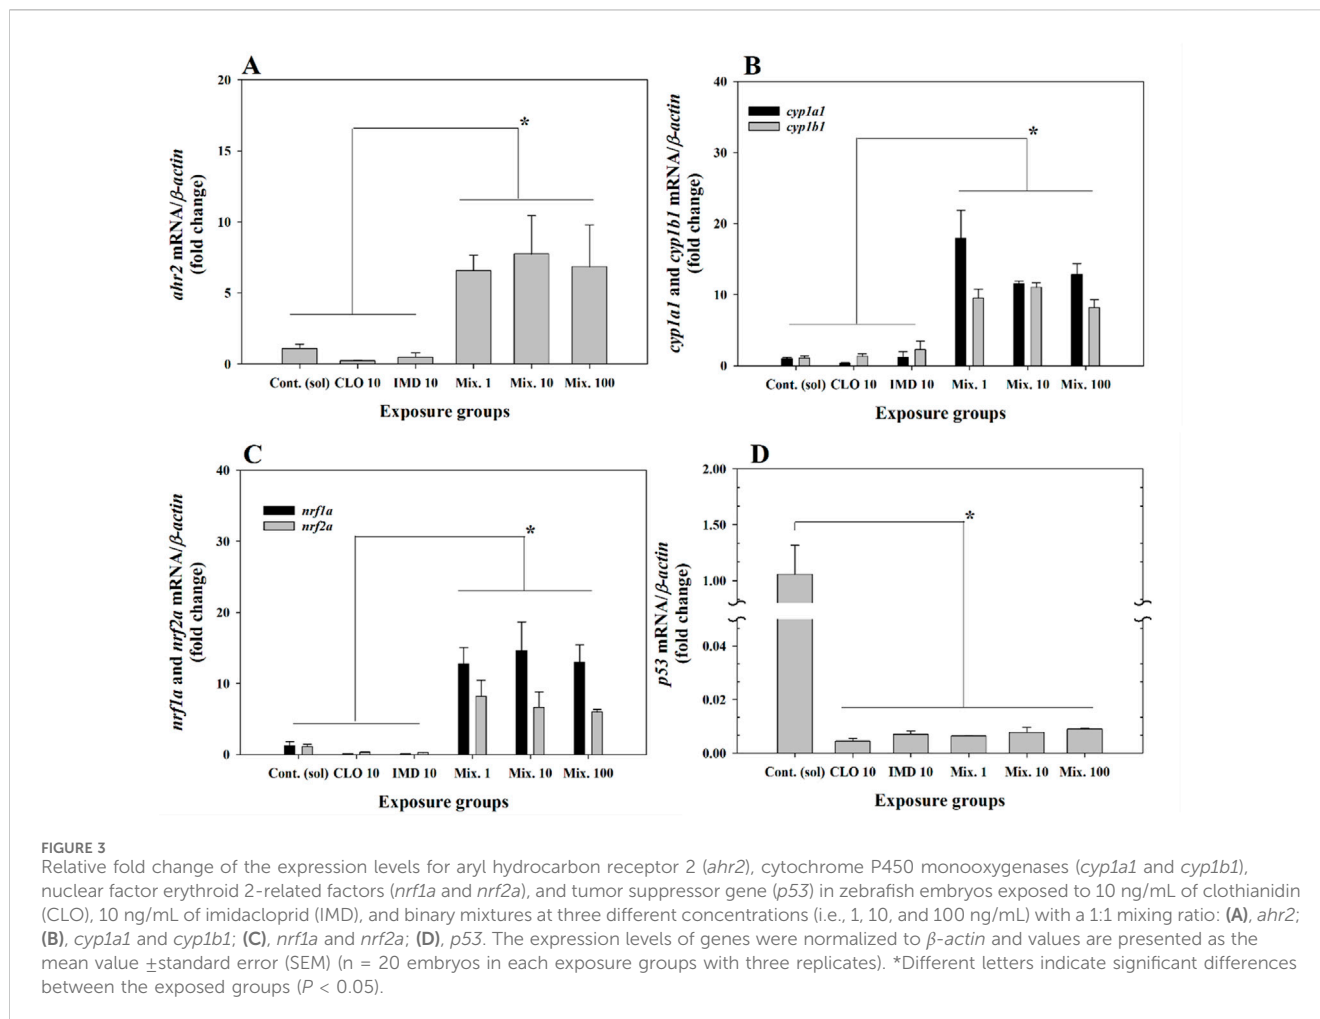 A
20
15
10
5
0
*
ahr2 mRNA/β-actin
(fold change)
Cont. (sol) CLO 10 IMD 10 Mix. 1 Mix. 10 Mix. 100
Exposure groups
B
40
30
20
10
0
cyp1a1
cyp1b1
*
cyp1a1 and cyp1b1 mRNA/β-actin
(fold change)
Cont. (sol) CLO 10 IMD 10 Mix. 1 Mix. 10 Mix. 100
Exposure groups
C
40
30
20
10
0
nrf1a
nrf2a
*
nrf1a and nrf2a mRNA/β-actin
(fold change)
Cont. (sol) CLO 10 IMD 10 Mix. 1 Mix. 10 Mix. 100
Exposure groups
D
2.00
1.50
1.00
0.04
0.02
0.00
*
p53 mRNA/β-actin
(fold change)
Cont. (sol) CLO 10 IMD 10 Mix. 1 Mix. 10 Mix. 100
Exposure groups
FIGURE 3
Relative fold change of the expression levels for aryl hydrocarbon receptor 2 (ahr2), cytochrome P450 monooxygenases (cyp1a1 and cyp1b1),
nuclear factor erythroid 2-related factors (nrf1a and nrf2a), and tumor suppressor gene (p53) in zebrafish embryos exposed to 10 ng/mL of clothianidin
(CLO), 10 ng/mL of imidacloprid (IMD), and binary mixtures at three different concentrations (i.e., 1, 10, and 100 ng/mL) with a 1:1 mixing ratio: (A), ahr2;
(B), cyp1a1 and cyp1b1; (C), nrf1a and nrf2a; (D), p53. The expression levels of genes were normalized to β-actin and values are presented as the
mean value ±standard error (SEM) (n = 20 embryos in each exposure groups with three replicates). *Different letters indicate significant differences
between the exposed groups (P < 0.05).